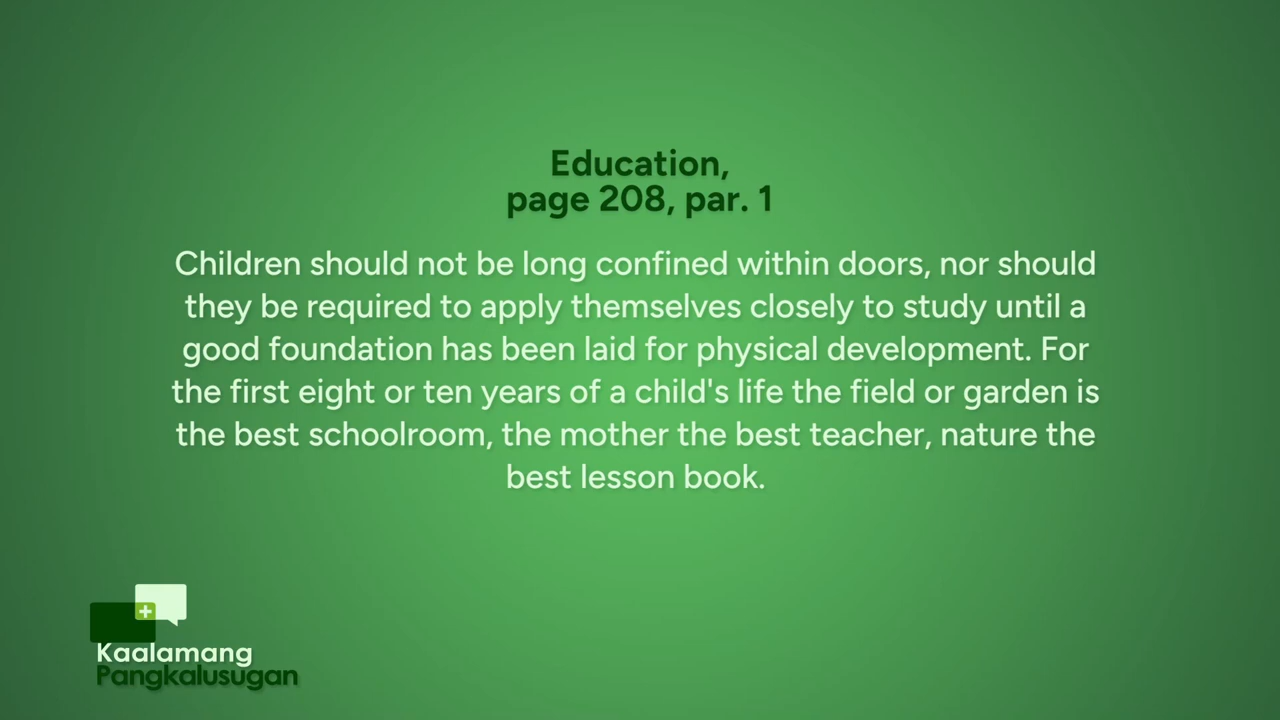 Education,
page 208, par. 1
Children should not be long confined within doors, nor should
they be required to apply themselves closely to study until a
good foundation has been laid for physical development. For
the first eight or ten years of a child's life the field or garden is
the best schoolroom, the mother the best teacher, nature the
best lesson book.
Kaalamang
Pangkalusugan